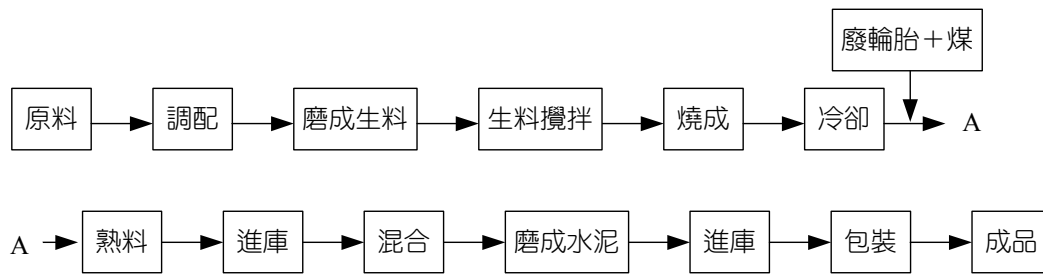 廢輪胎＋煤
原料 調配 磨成生料 生料攪拌 燒成 冷卻 A
A 熟料 進庫 混合 磨成水泥 進庫 包裝 成品